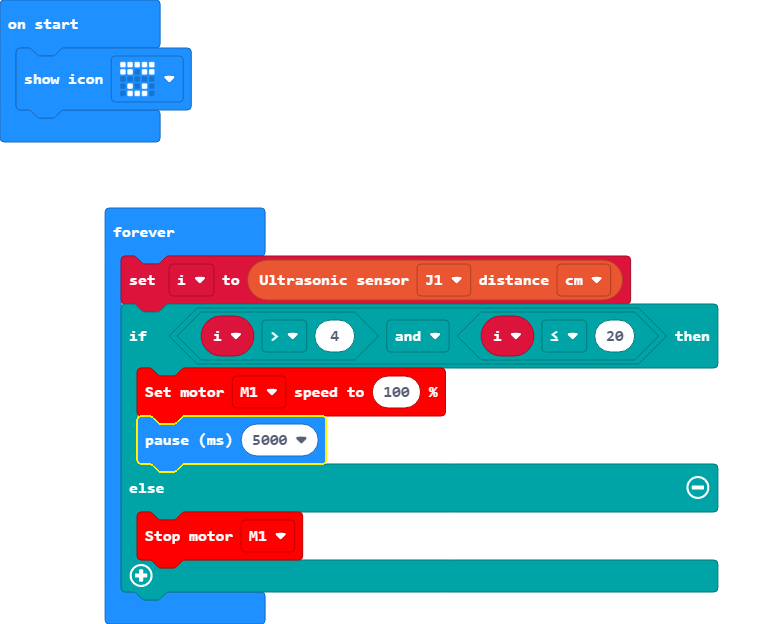 on start
show icon
forever
set i to Ultrasonic sensor J1 distance cm
if i > 4 and i ≤ 20 then
Set motor M1 speed to 100 %
pause (ms) 5000
else
Stop motor M1